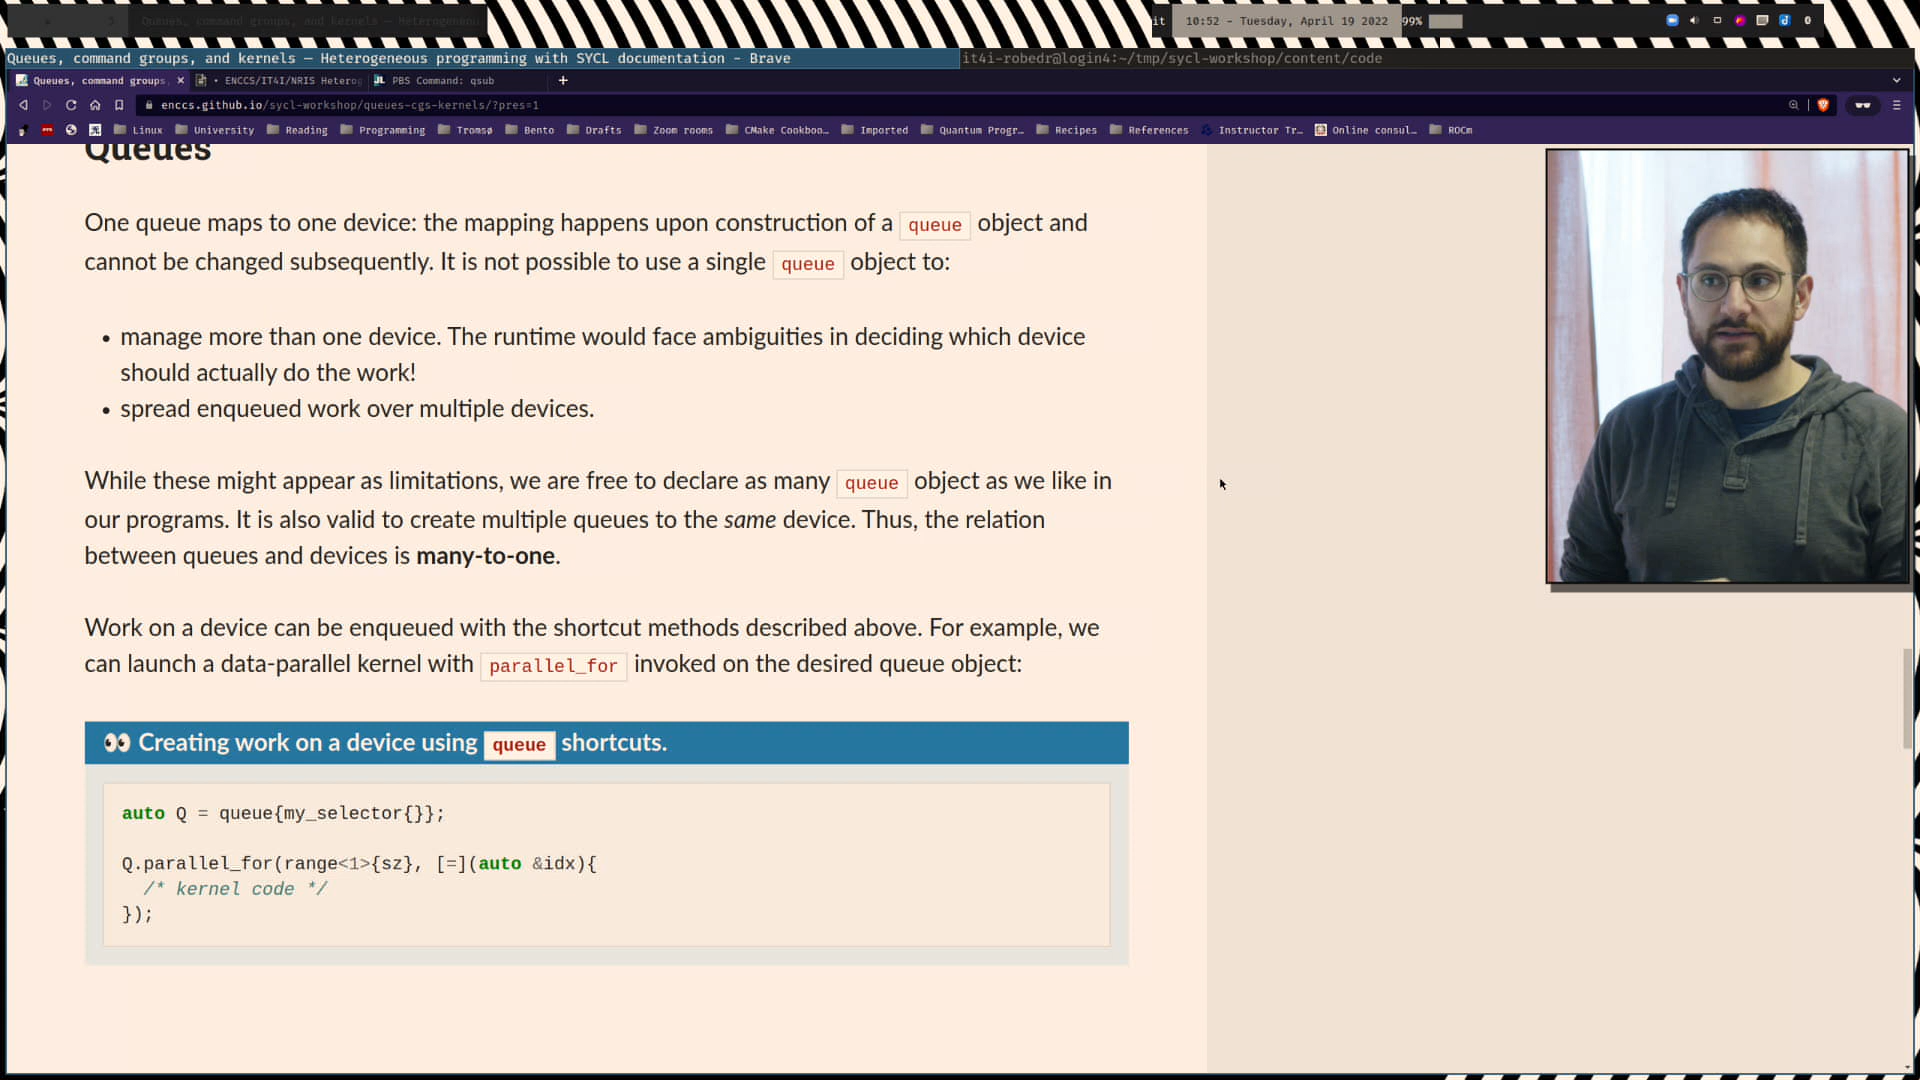 Queues, command groups, and kernels — Heterogeneou
it
10:52 - Tuesday, April 19 2022
99%
Queues, command groups, and kernels — Heterogeneous programming with SYCL documentation - Brave
it4i-robedr@login4:~/tmp/sycl-workshop/content/code
Queues, command groups,
· ENCCS/IT4I/NRIS Heterog
PBS Command: qsub
enccs.github.io/sycl-workshop/queues-cgs-kernels/?pres=1
Linux University Reading Programming Tromsø Bento Drafts Zoom rooms CMake Cookboo… Imported Quantum Progr… Recipes References Instructor Tr… Online consul… ROCm
Queues
One queue maps to one device: the mapping happens upon construction of a queue object and
cannot be changed subsequently. It is not possible to use a single queue object to:
• manage more than one device. The runtime would face ambiguities in deciding which device
should actually do the work!
• spread enqueued work over multiple devices.
While these might appear as limitations, we are free to declare as many queue object as we like in
our programs. It is also valid to create multiple queues to the same device. Thus, the relation
between queues and devices is many-to-one.
Work on a device can be enqueued with the shortcut methods described above. For example, we
can launch a data-parallel kernel with parallel_for invoked on the desired queue object:
👀 Creating work on a device using queue shortcuts.
auto Q = queue{my_selector{}};
Q.parallel_for(range<1>{sz}, [=](auto &idx){
/* kernel code */
});